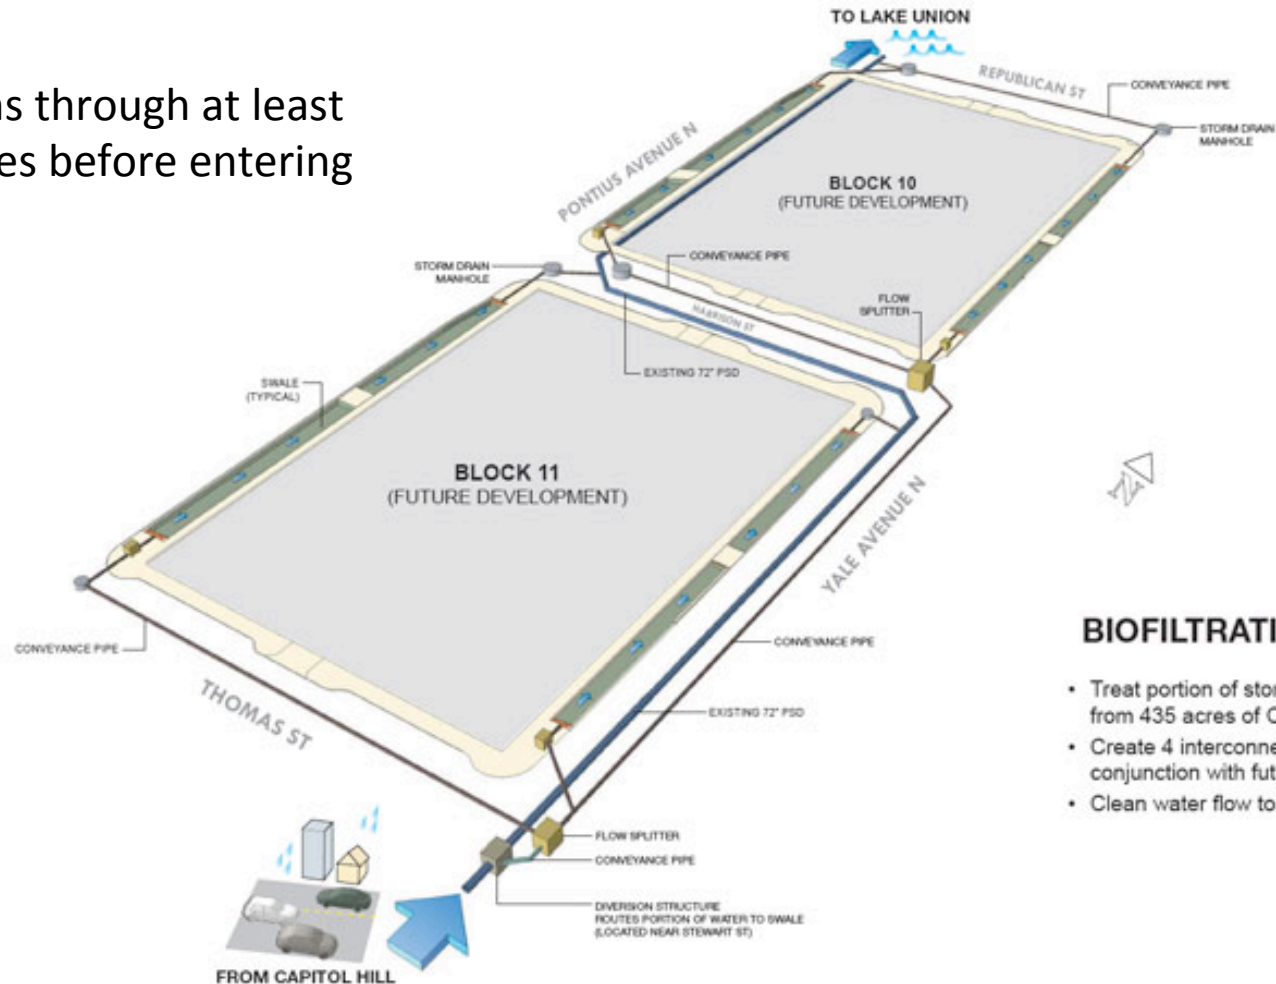 TO LAKE UNION
ns through at least
es before entering
REPUBLICAN ST
CONVEYANCE PIPE
STORM DRAIN
MANHOLE
PONTIUS AVENUE N
BLOCK 10
(FUTURE DEVELOPMENT)
STORM DRAIN
MANHOLE
CONVEYANCE PIPE
FLOW
SPLITTER
HARRISON ST
EXISTING 72" PSD
SWALE
(TYPICAL)
BLOCK 11
(FUTURE DEVELOPMENT)
N
YALE AVENUE N
CONVEYANCE PIPE
CONVEYANCE PIPE
THOMAS ST
EXISTING 72" PSD
BIOFILTRATI
• Treat portion of stor
from 435 acres of C
• Create 4 interconne
conjunction with fut
• Clean water flow to
FLOW SPLITTER
CONVEYANCE PIPE
DIVERSION STRUCTURE
ROUTES PORTION OF WATER TO SWALE
(LOCATED NEAR STEWART ST)
FROM CAPITOL HILL